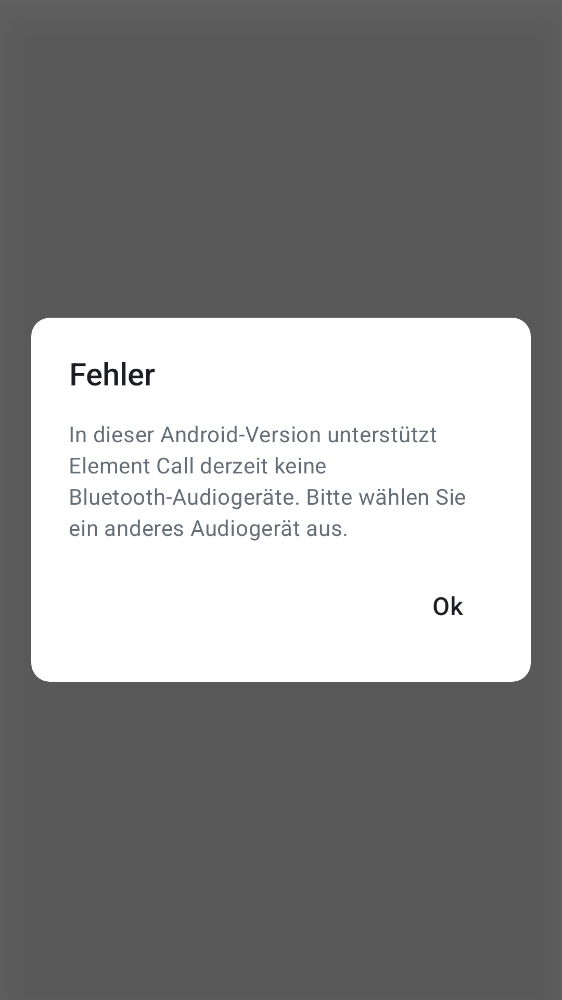 Fehler
In dieser Android-Version unterstützt
Element Call derzeit keine
Bluetooth-Audiogeräte. Bitte wählen Sie
ein anderes Audiogerät aus.
Ok